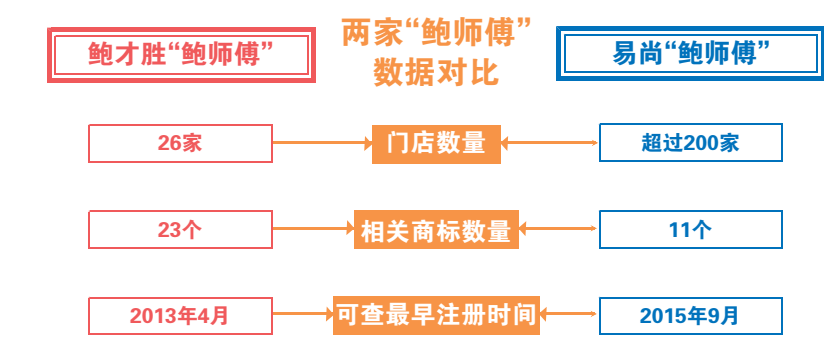 两家“鲍师傅”
数据对比
鲍才胜“鲍师傅”
易尚“鲍师傅”
26家
门店数量
超过200家
23个
相关商标数量
11个
2013年4月
可查最早注册时间
2015年9月